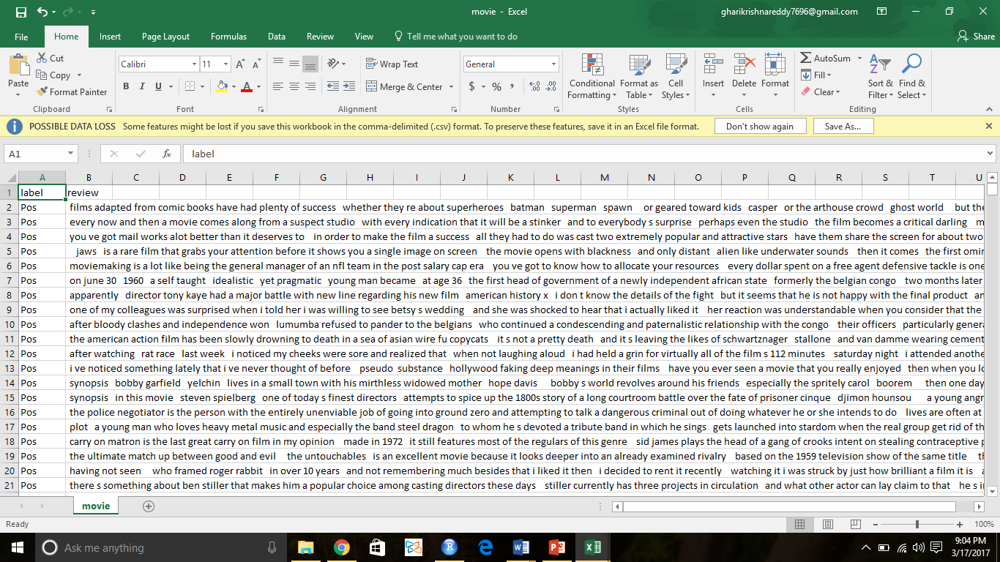 movie - Excel
gharikrishnareddy7696@gmail.com
File Home Insert Page Layout Formulas Data Review View Tell me what you want to do Share
Paste
Cut
Copy
Format Painter
Clipboard
Calibri 11 A A
B I U A
Font
Wrap Text
Merge & Center
Alignment
General
$ % ,
Number
Conditional Formatting
Format as Table
Cell Styles
Styles
Insert Delete Format
Cells
AutoSum
Fill
Clear
Sort & Filter
Find & Select
Editing
POSSIBLE DATA LOSS Some features might be lost if you save this workbook in the comma-delimited (.csv) format. To preserve these features, save it in an Excel file format. Don't show again Save As...
A1 fx label
A B C D E F G H I J K L M N O P Q R S T U
1 label review
2 Pos films adapted from comic books have had plenty of success whether they re about superheroes batman superman spawn or geared toward kids casper or the arthouse crowd ghost world but the
3 Pos every now and then a movie comes along from a suspect studio with every indication that it will be a stinker and to everybody s surprise perhaps even the studio the film becomes a critical darling m
4 Pos you ve got mail works alot better than it deserves to in order to make the film a success all they had to do was cast two extremely popular and attractive stars have them share the screen for about two
5 Pos jaws is a rare film that grabs your attention before it shows you a single image on screen the movie opens with blackness and only distant alien like underwater sounds then it comes the first omin
6 Pos moviemaking is a lot like being the general manager of an nfl team in the post salary cap era you ve got to know how to allocate your resources every dollar spent on a free agent defensive tackle is one
7 Pos on june 30 1960 a self taught idealistic yet pragmatic young man became at age 36 the first head of government of a newly independent african state formerly the belgian congo two months later
8 Pos apparently director tony kaye had a major battle with new line regarding his new film american history x i don t know the details of the fight but it seems that he is not happy with the final product an
9 Pos one of my colleagues was surprised when i told her i was willing to see betsy s wedding and she was shocked to hear that i actually liked it her reaction was understandable when you consider that the
10 Pos after bloody clashes and independence won lumumba refused to pander to the belgians who continued a condescending and paternalistic relationship with the congo their officers particularly genera
11 Pos the american action film has been slowly drowning to death in a sea of asian wire fu copycats it s not a pretty death and it s leaving the likes of schwartznager stallone and van damme wearing cement
12 Pos after watching rat race last week i noticed my cheeks were sore and realized that when not laughing aloud i had held a grin for virtually all of the film s 112 minutes saturday night i attended anothe
13 Pos i ve noticed something lately that i ve never thought of before pseudo substance hollywood faking deep meanings in their films have you ever seen a movie that you really enjoyed then when you lo
14 Pos synopsis bobby garfield yelchin lives in a small town with his mirthless widowed mother hope davis bobby s world revolves around his friends especially the spritely carol boorem then one day
15 Pos synopsis in this movie steven spielberg one of today s finest directors attempts to spice up the 1800s story of a long courtroom battle over the fate of prisoner cinque djimon hounsou a young angr
16 Pos the police negotiator is the person with the entirely unenviable job of going into ground zero and attempting to talk a dangerous criminal out of doing whatever he or she intends to do lives are often at
17 Pos plot a young man who loves heavy metal music and especially the band steel dragon to whom he s devoted a tribute band in which he sings gets launched into stardom when the real group get rid of th
18 Pos carry on matron is the last great carry on film in my opinion made in 1972 it still features most of the regulars of this genre sid james plays the head of a gang of crooks intent on stealing contraceptive p
19 Pos the ultimate match up between good and evil the untouchables is an excellent movie because it looks deeper into an already examined rivalry based on the 1959 television show of the same title th
20 Pos having not seen who framed roger rabbit in over 10 years and not remembering much besides that i liked it then i decided to rent it recently watching it i was struck by just how brilliant a film it is a
21 Pos there s something about ben stiller that makes him a popular choice among casting directors these days stiller currently has three projects in circulation and what other actor can lay claim to that he s i
movie
Ready 100%
Ask me anything
9:04 PM
3/17/2017